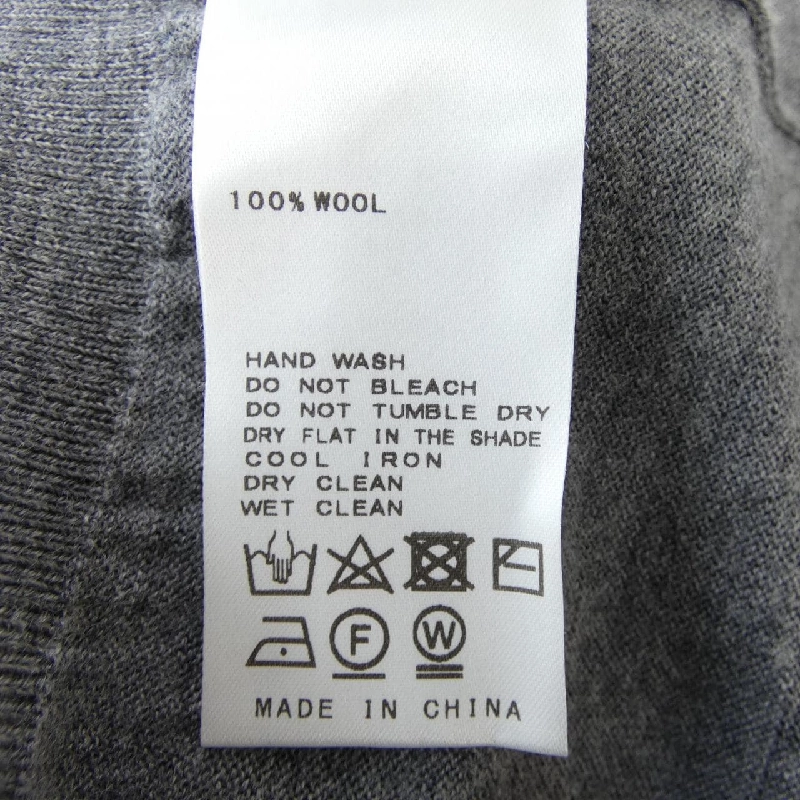 100% WOOL
HAND WASH
DO NOT BLEACH
DO NOT TUMBLE DRY
DRY FLAT IN THE SHADE
COOL IRON
DRY CLEAN
WET CLEAN
F W
MADE IN CHINA